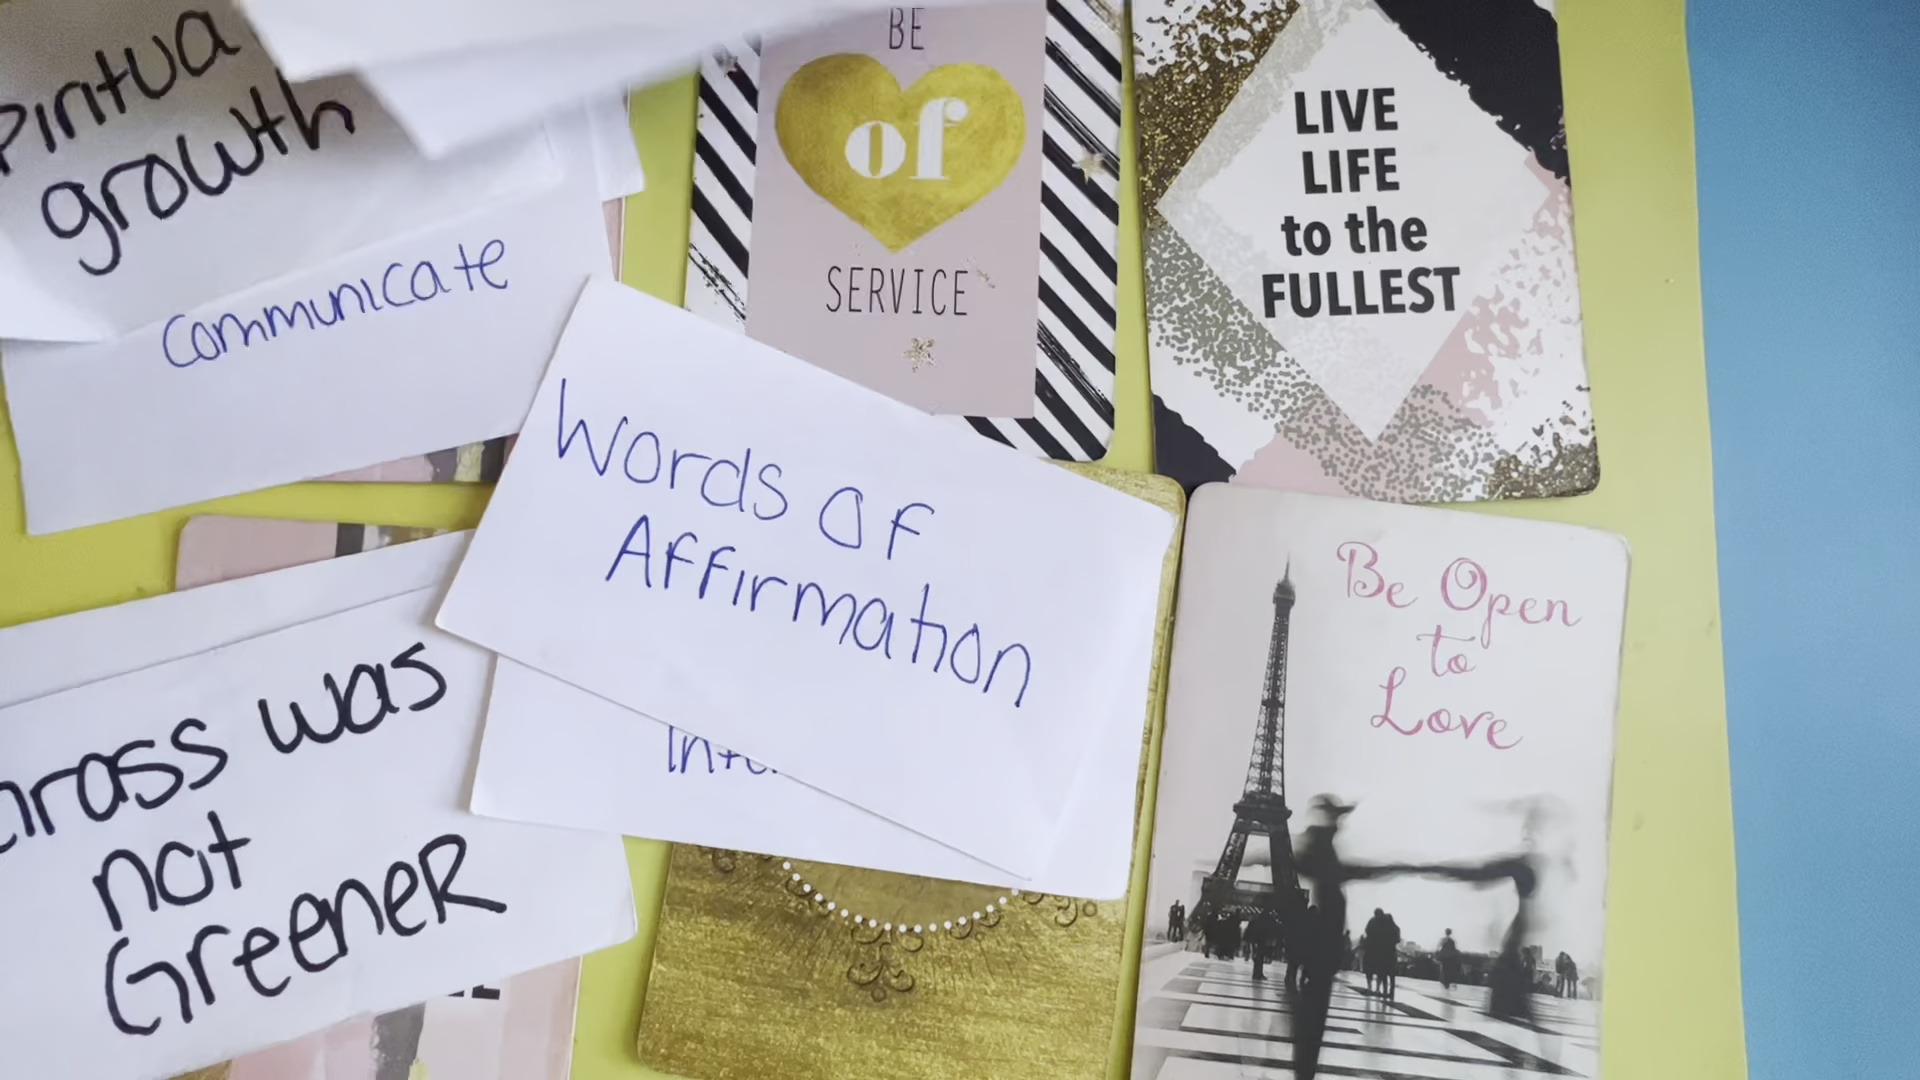 growth
communicate
BE
of
SERVICE
LIVE
LIFE
to the
FULLEST
Words of
Affirmation
Be Open
to
Love
was
not
Greener